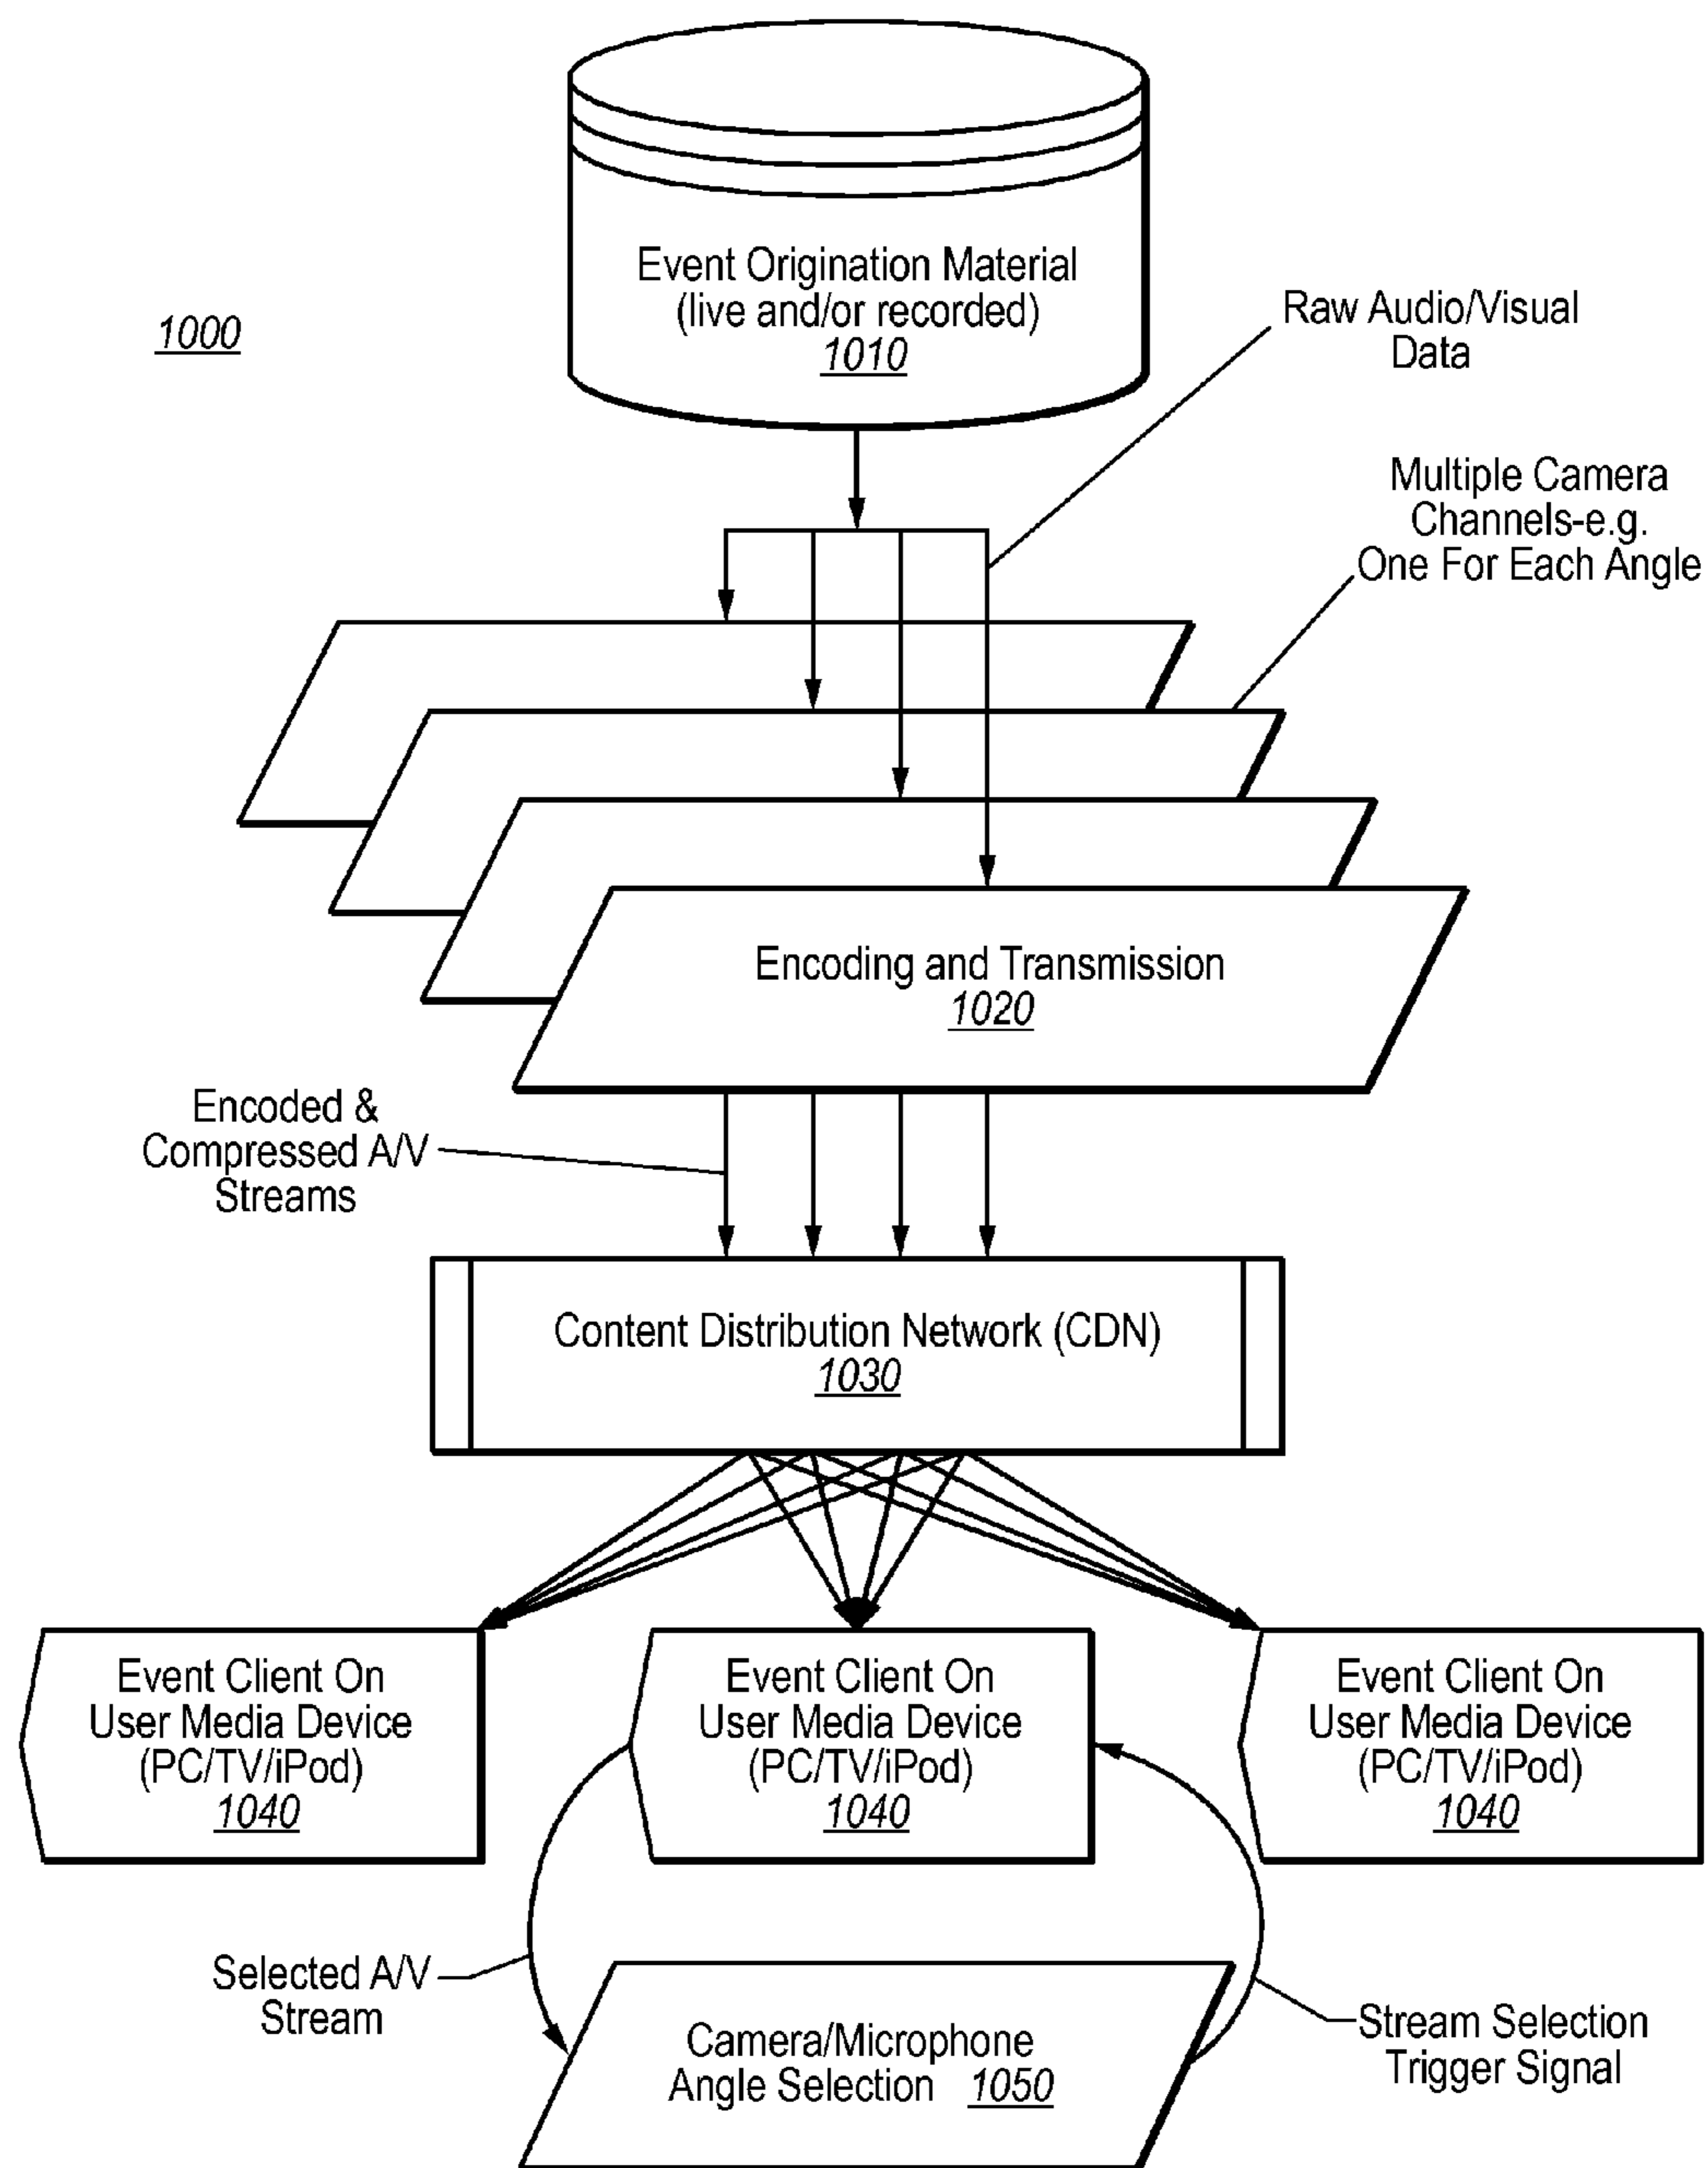 Event Origination Material
(live and/or recorded)
1010
1000
Raw Audio/Visual
Data
Multiple Camera
Channels-e.g.
One For Each Angle
Encoding and Transmission
1020
Encoded &
Compressed A/V
Streams
Content Distribution Network (CDN)
1030
Event Client On
User Media Device
(PC/TV/iPod)
1040
Event Client On
User Media Device
(PC/TV/iPod)
1040
Event Client On
User Media Device
(PC/TV/iPod)
1040
Selected A/V
Stream
Camera/Microphone
Angle Selection 1050
Stream Selection
Trigger Signal